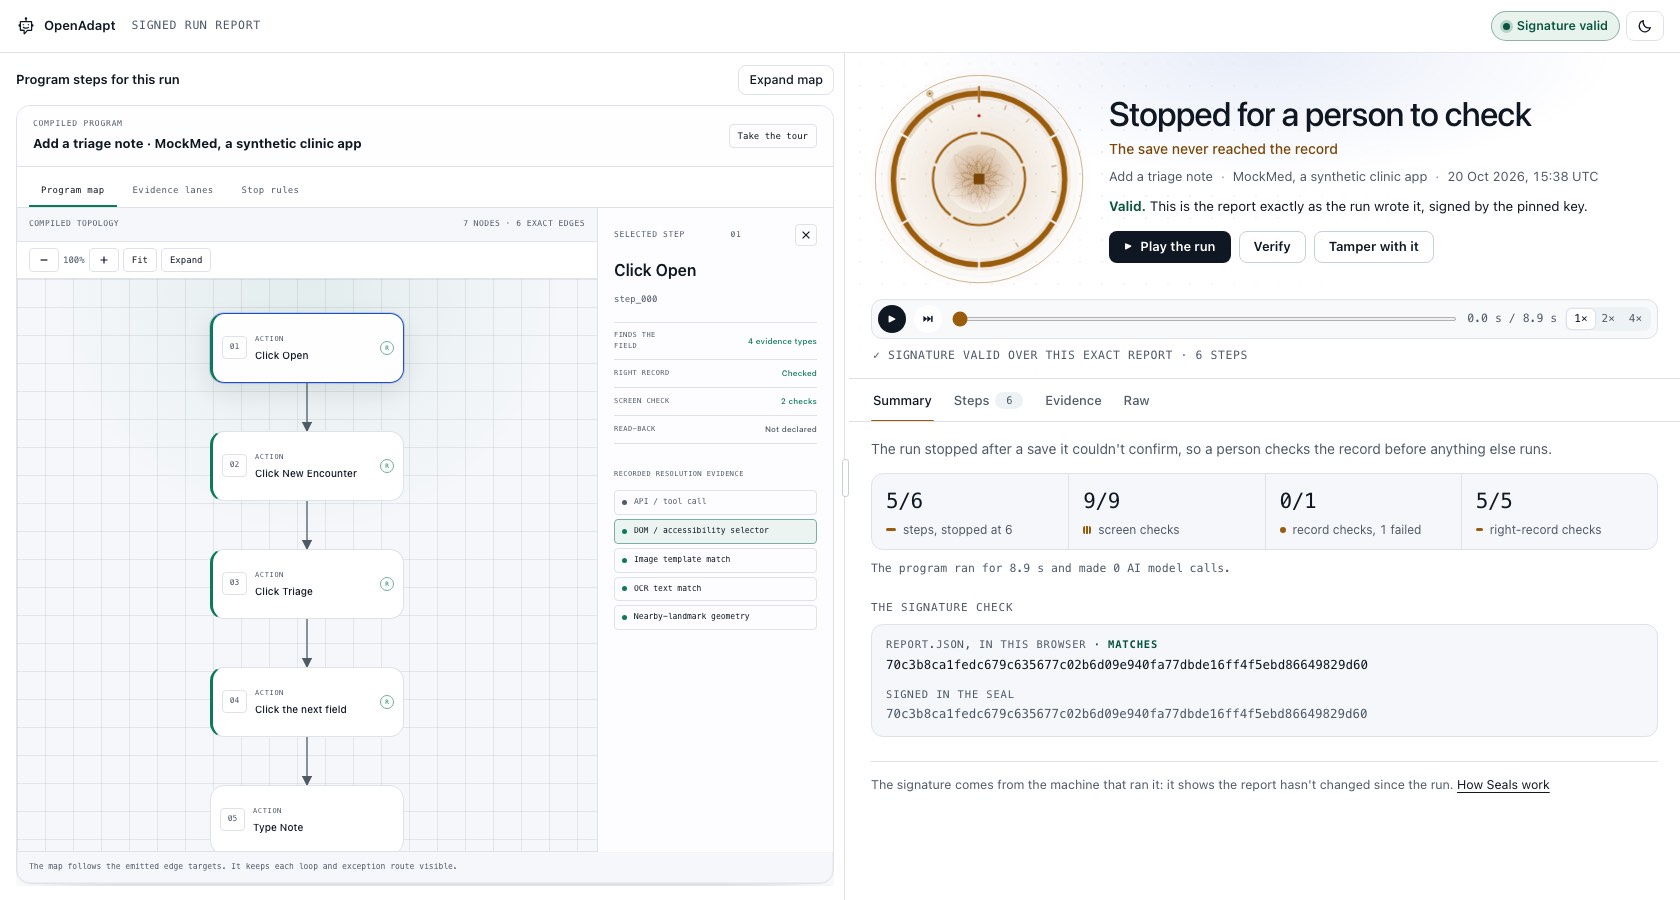 OpenAdapt SIGNED RUN REPORT
Signature valid
Program steps for this run
Expand map
COMPILED PROGRAM
Add a triage note · MockMed, a synthetic clinic app
Take the tour
Program map Evidence lanes Stop rules
COMPILED TOPOLOGY 7 NODES · 6 EXACT EDGES
− 100% + Fit Expand
01 ACTION
Click Open
R
02 ACTION
Click New Encounter
R
03 ACTION
Click Triage
R
04 ACTION
Click the next field
R
05 ACTION
Type Note
The map follows the emitted edge targets. It keeps each loop and exception route visible.
SELECTED STEP 01
Click Open
step_000
FINDS THE
FIELD
4 evidence types
RIGHT RECORD Checked
SCREEN CHECK 2 checks
READ-BACK Not declared
RECORDED RESOLUTION EVIDENCE
API / tool call
DOM / accessibility selector
Image template match
OCR text match
Nearby-landmark geometry
Stopped for a person to check
The save never reached the record
Add a triage note · MockMed, a synthetic clinic app · 20 Oct 2026, 15:38 UTC
Valid. This is the report exactly as the run wrote it, signed by the pinned key.
Play the run Verify Tamper with it
0.0 s / 8.9 s 1× 2× 4×
✓ SIGNATURE VALID OVER THIS EXACT REPORT · 6 STEPS
Summary Steps 6 Evidence Raw
The run stopped after a save it couldn't confirm, so a person checks the record before anything else runs.
5/6 9/9 0/1 5/5
steps, stopped at 6 screen checks record checks, 1 failed right-record checks
The program ran for 8.9 s and made 0 AI model calls.
THE SIGNATURE CHECK
REPORT.JSON, IN THIS BROWSER · MATCHES
70c3b8ca1fedc679c635677c02b6d09e940fa77dbde16ff4f5ebd86649829d60
SIGNED IN THE SEAL
70c3b8ca1fedc679c635677c02b6d09e940fa77dbde16ff4f5ebd86649829d60
The signature comes from the machine that ran it: it shows the report hasn't changed since the run. How Seals work